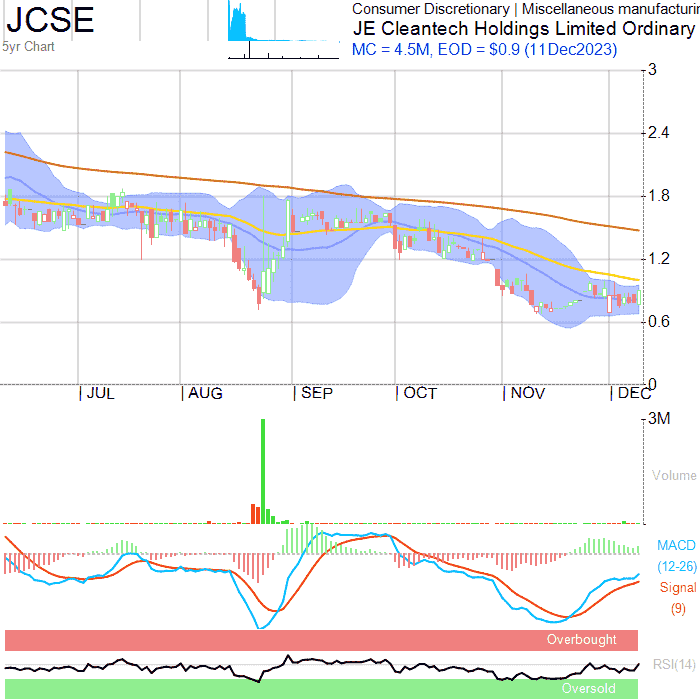 JCSE
5yr Chart
Consumer Discretionary | Miscellaneous manufacturin
JE Cleantech Holdings Limited Ordinary
MC = 4.5M, EOD = $0.9 (11Dec2023)
3
2.4
1.8
1.2
0.6
0
JUL AUG SEP OCT NOV DEC
3M
Volume
MACD
(12-26)
Signal
(9)
Overbought
RSI(14)
Oversold